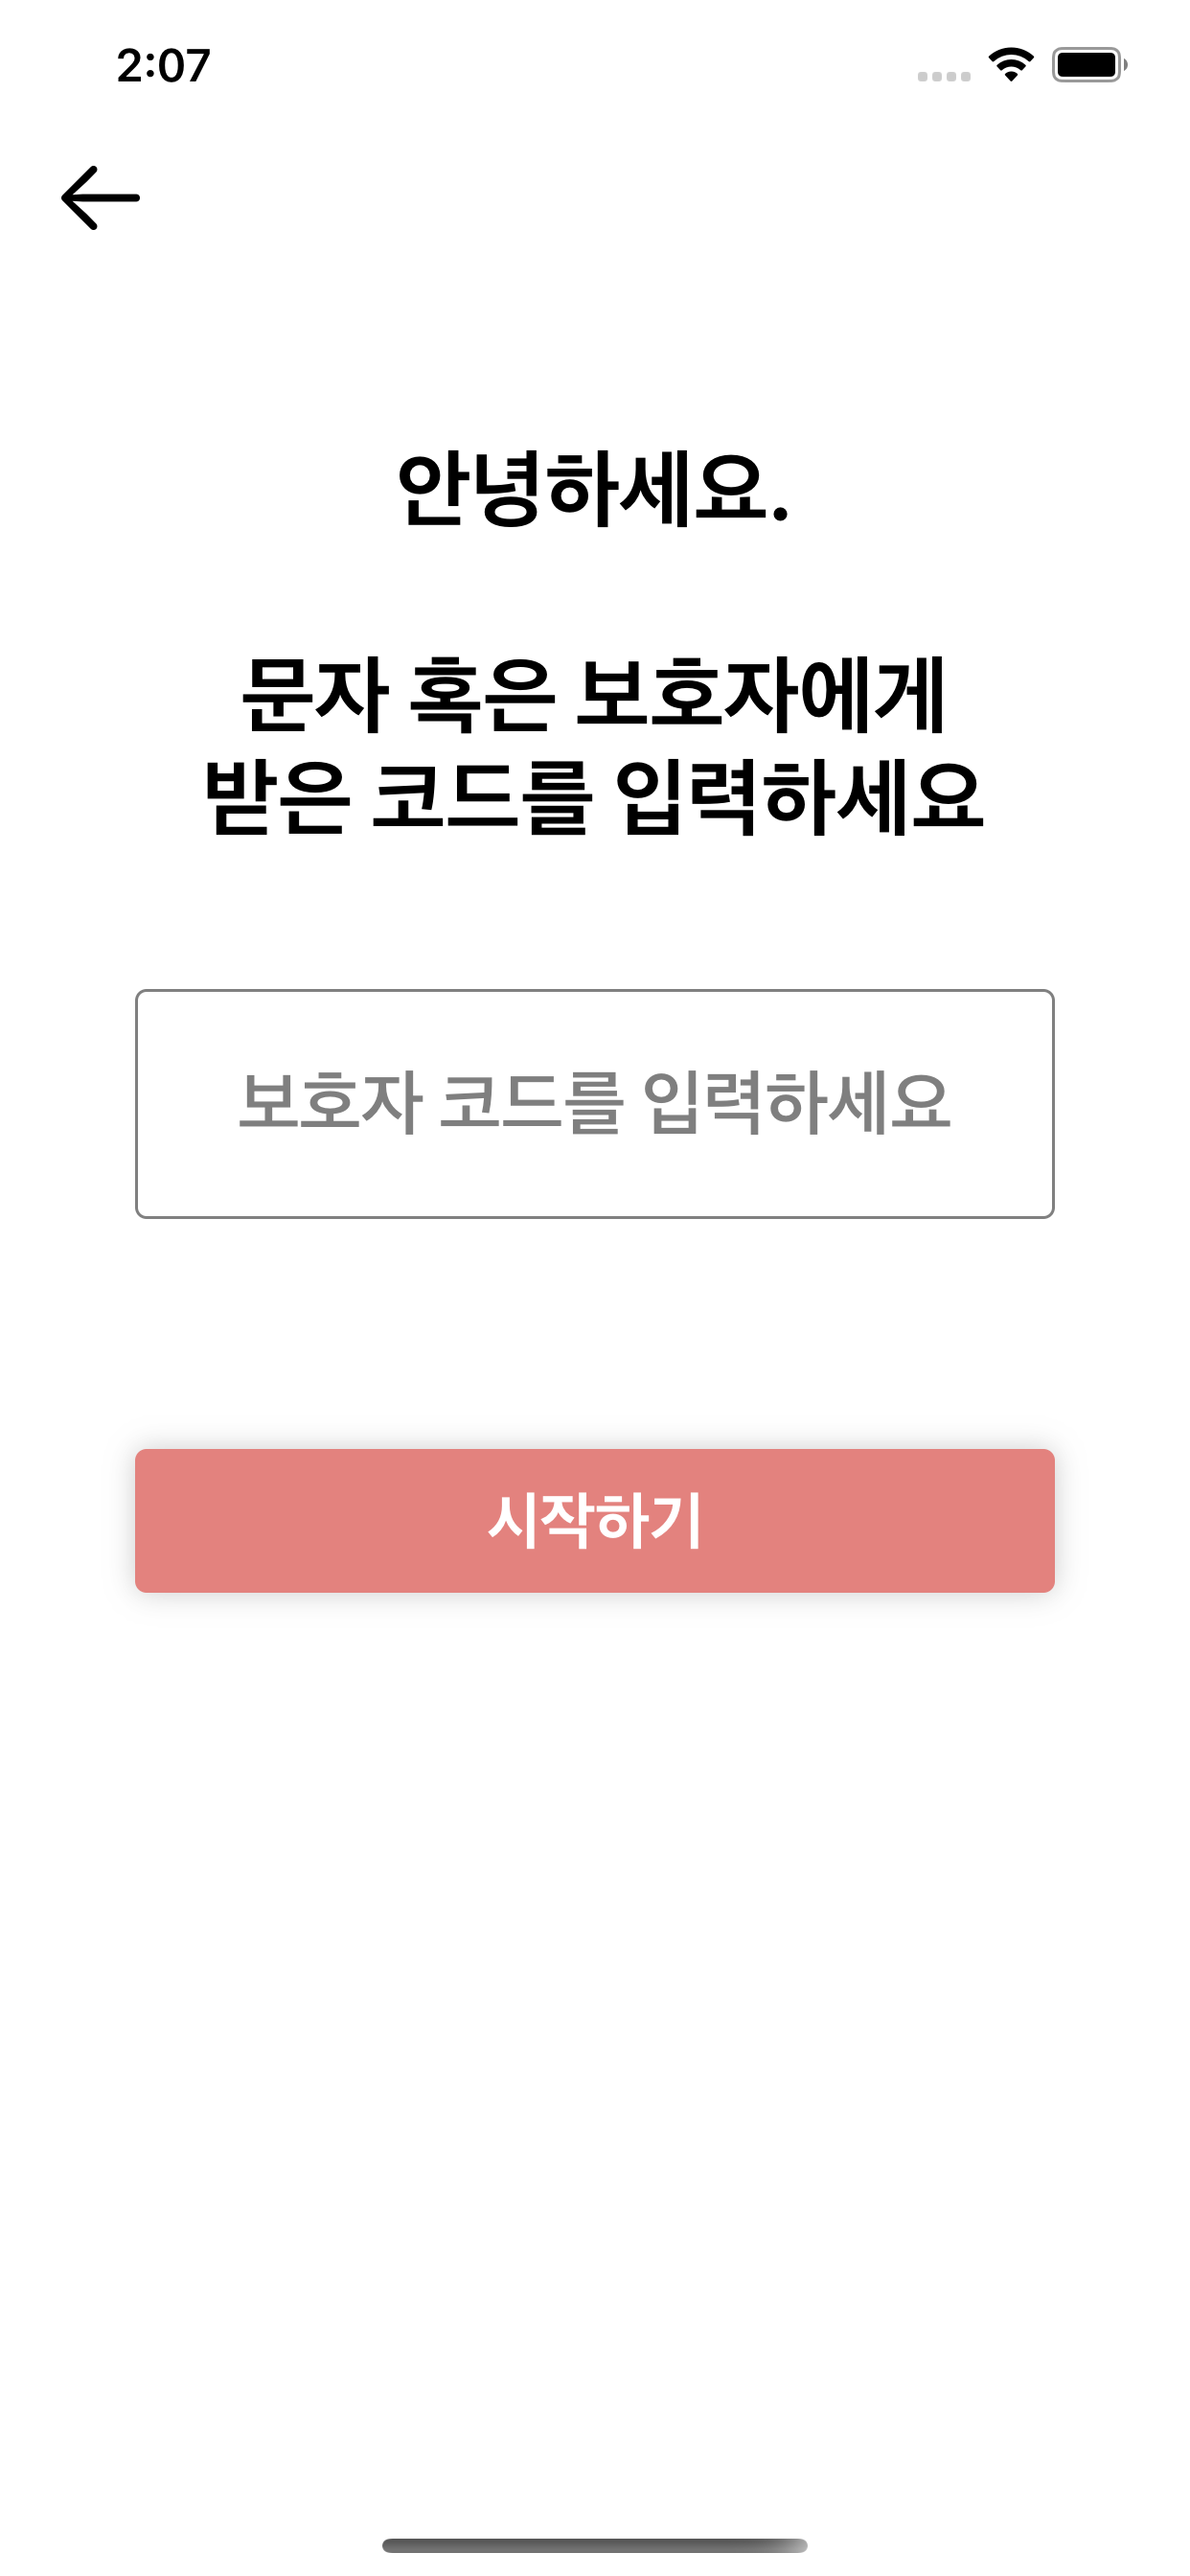 2:07
안녕하세요.
문자 혹은 보호자에게
받은 코드를 입력하세요
보호자 코드를 입력하세요
시작하기